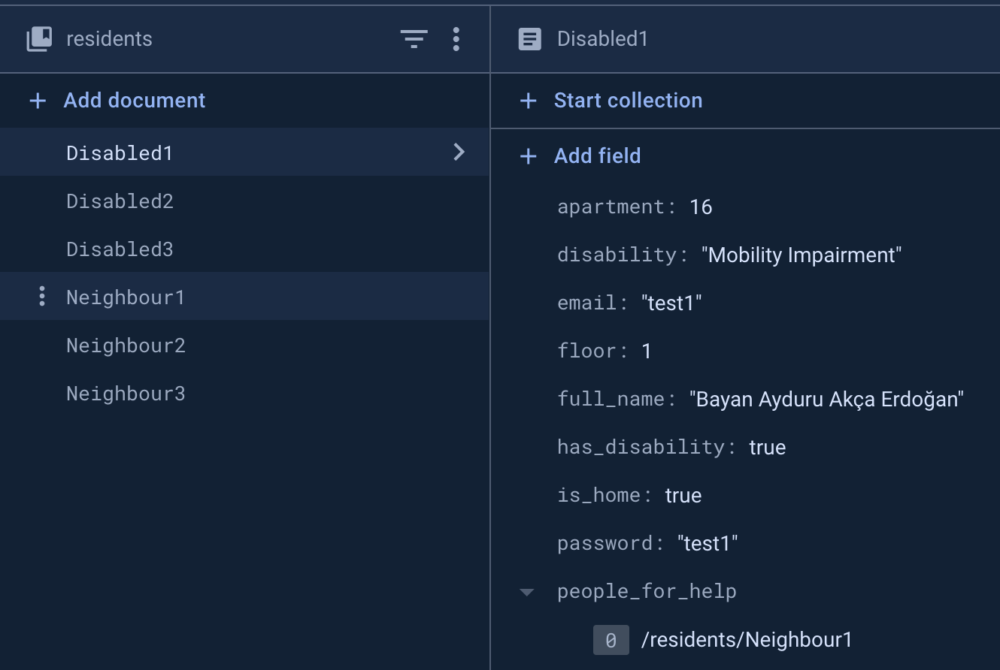 residents
Add document
Disabled1
Disabled2
Disabled3
Neighbour1
Neighbour2
Neighbour3
Disabled1
Start collection
Add field
apartment: 16
disability: "Mobility Impairment"
email: "test1"
floor: 1
full_name: "Bayan Ayduru Akça Erdoğan"
has_disability: true
is_home: true
password: "test1"
people_for_help
0 /residents/Neighbour1